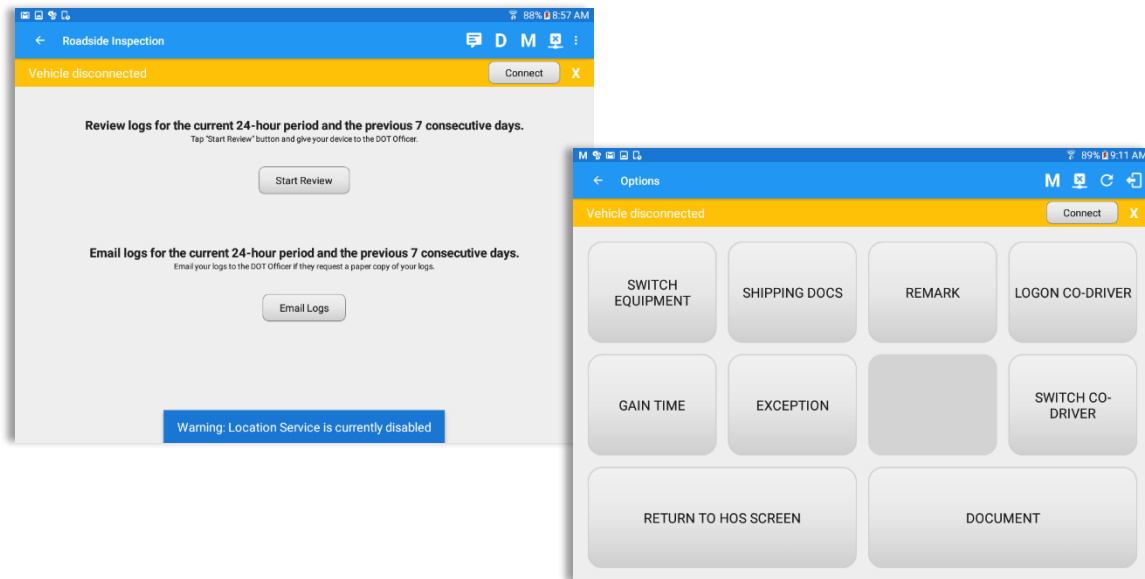 88% 8:57 AM
Roadside Inspection
D M
Vehicle disconnected
Connect
X
Review logs for the current 24-hour period and the previous 7 consecutive days.
Tap "Start Review" button and give your device to the DOT Officer.
Start Review
Email logs for the current 24-hour period and the previous 7 consecutive days.
Email your logs to the DOT Officer if they request a paper copy of your logs.
Email Logs
Warning: Location Service is currently disabled
M
89% 9:11 AM
Options
M
Vehicle disconnected
Connect
X
SWITCH
EQUIPMENT
SHIPPING DOCS
REMARK
LOGON CO-DRIVER
GAIN TIME
EXCEPTION
SWITCH CO-
DRIVER
RETURN TO HOS SCREEN
DOCUMENT